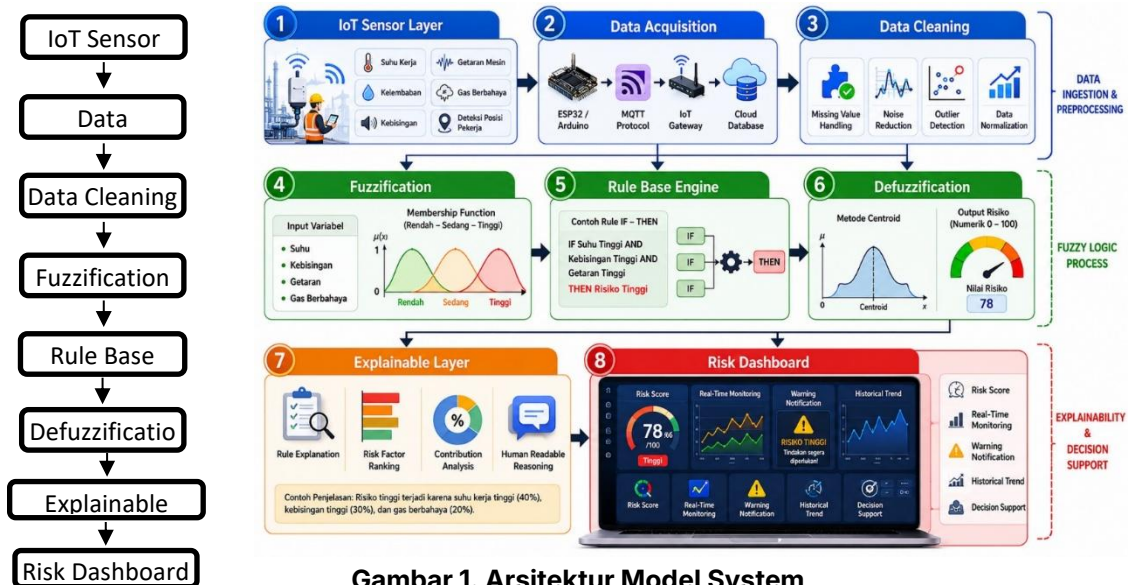 IoT Sensor
Data
Data Cleaning
Fuzzification
Rule Base
Defuzzificatio
Explainable
Risk Dashboard
1
IoT Sensor Layer
Suhu Kerja
Getaran Mesin
Kelembaban
Gas Berbahaya
Kebisingan
Deteksi Posisi
Pekerja
2
Data Acquisition
ESP32 /
Arduino
MQTT
Protocol
IoT
Gateway
Cloud
Database
3
Data Cleaning
Missing Value
Handling
Noise
Reduction
Outlier
Detection
Data
Normalization
DATA
INGESTION &
PREPROCESSING
4
Fuzzification
Input Variabel
• Suhu
• Kebisingan
• Getaran
• Gas Berbahaya
Membership Function
(Rendah – Sedang – Tinggi)
μ(x)
1
0
Rendah
Sedang
Tinggi
5
Rule Base Engine
Contoh Rule IF – THEN
IF Suhu Tinggi AND
Kebisingan Tinggi AND
Getaran Tinggi
THEN Risiko Tinggi
IF
IF
IF
THEN
6
Defuzzification
Metode Centroid
μ
0
Centroid
x
Output Risiko
(Numerik 0 – 100)
Nilai Risiko
78
FUZZY LOGIC
PROCESS
7
Explainable Layer
Rule Explanation
Risk Factor
Ranking
%
Contribution
Analysis
Human Readable
Reasoning
Contoh Penjelasan: Risiko tinggi terjadi karena suhu kerja tinggi (40%),
kebisingan tinggi (30%), dan gas berbahaya (20%).
8
Risk Dashboard
Risk Score
78
/100
Tinggi
Real-Time Monitoring
Warning
Notification
RISIKO TINGGI
Tindakan segera
diperlukan!
Historical Trend
Risk Score
Real-Time
Monitoring
Warning
Notification
Historical
Trend
Decision
Support
Risk Score
Real-Time
Monitoring
Warning
Notification
Historical Trend
Decision Support
EXPLAINABILITY
&
DECISION
SUPPORT
Gambar 1. Arsitektur Model System